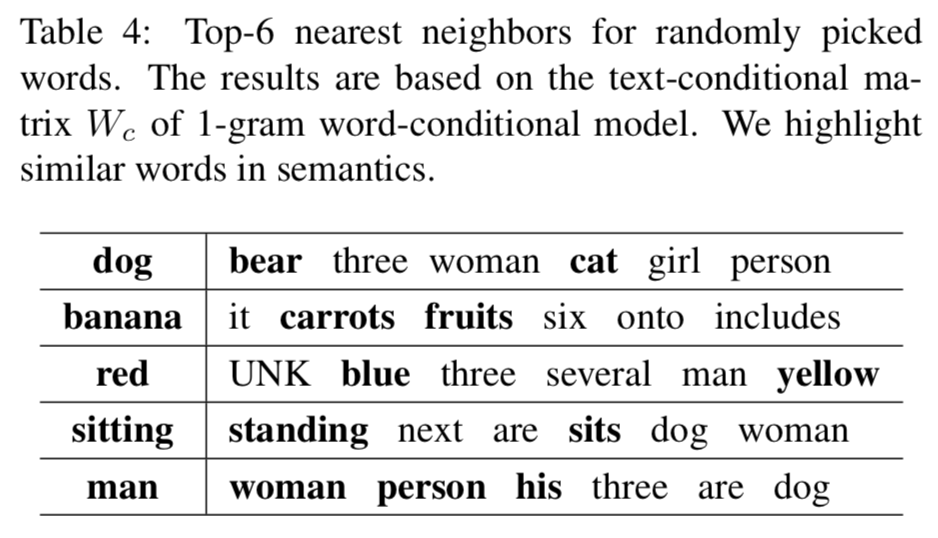 Table 4: Top-6 nearest neighbors for randomly picked
words. The results are based on the text-conditional ma-
trix W_c of 1-gram word-conditional model. We highlight
similar words in semantics.
dog bear three woman cat girl person
banana it carrots fruits six onto includes
red UNK blue three several man yellow
sitting standing next are sits dog woman
man woman person his three are dog